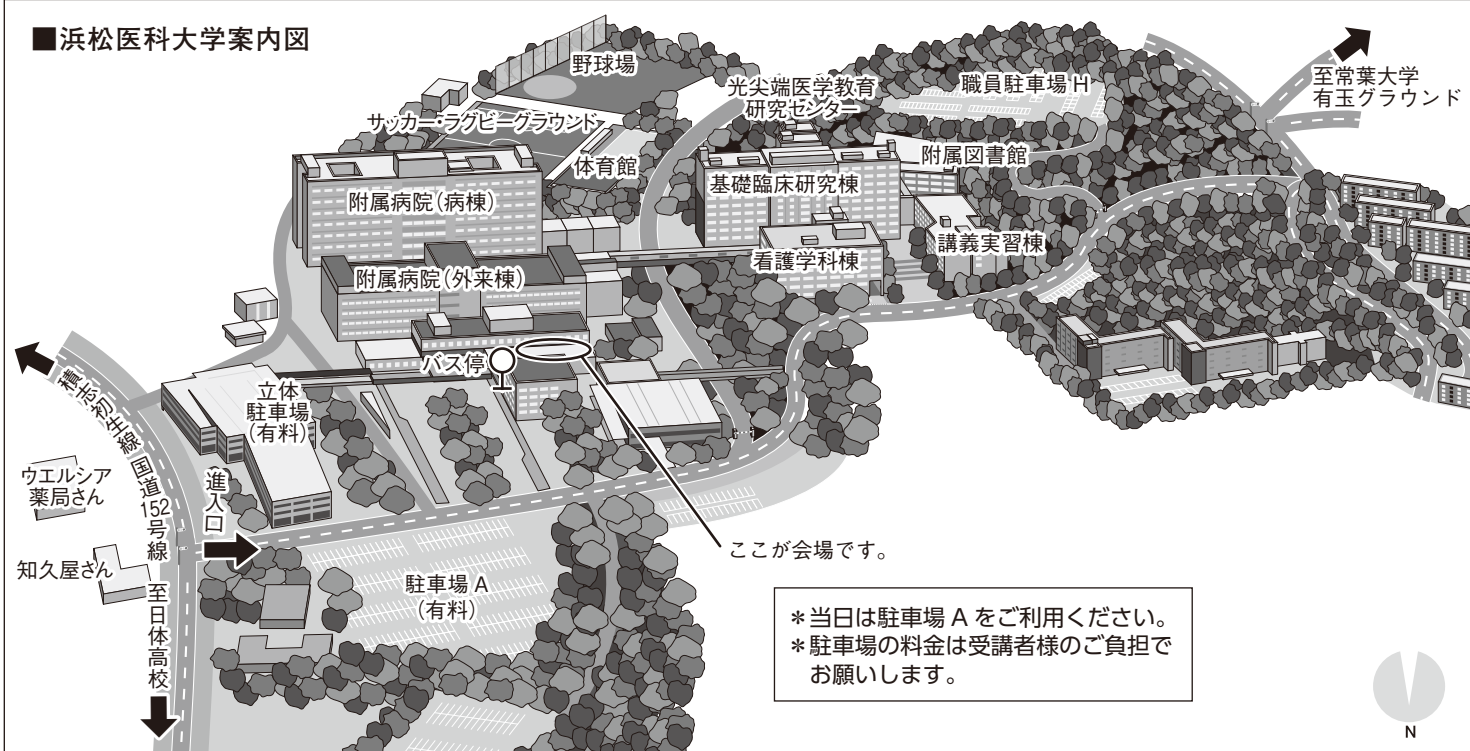 ■浜松医科大学案内図
野球場
光尖端医学教育
研究センター
職員駐車場 H
至常葉大学
有玉グラウンド
サッカー・ラグビーグラウンド
体育館
附属図書館
附属病院(病棟)
基礎臨床研究棟
講義実習棟
看護学科棟
附属病院(外来棟)
バス停
立体
駐車場
(有料)
積志初生線
国道152号線
ウエルシア
薬局さん
進入口
知久屋さん
ここが会場です。
駐車場 A
(有料)
至日体高校
＊当日は駐車場 A をご利用ください。
＊駐車場の料金は受講者様のご負担で
お願いします。
N